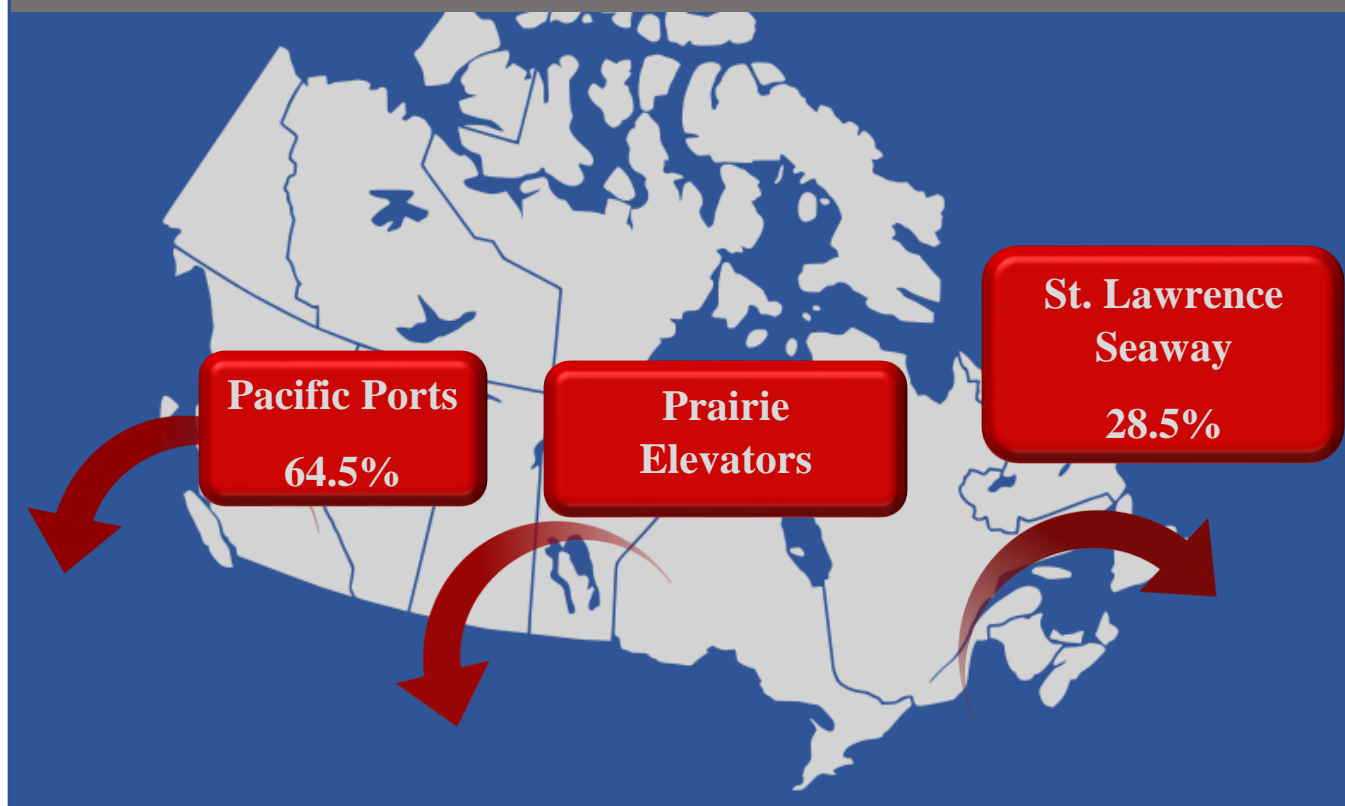 Pacific Ports
64.5%
Prairie
Elevators
St. Lawrence
Seaway
28.5%